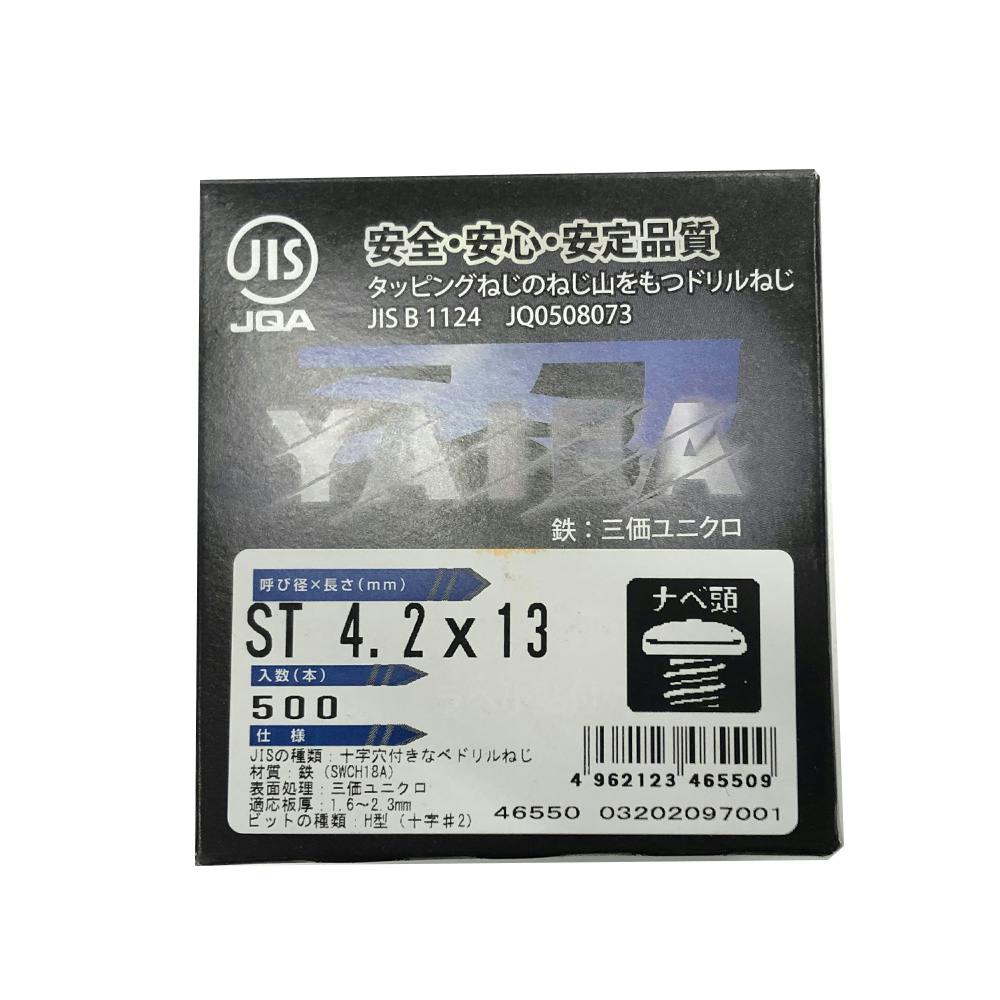 JIS
JQA
安全・安心・安定品質
タッピングねじのねじ山をもつドリルねじ
JIS B 1124 JQ0508073
YAIBA
鉄：三価ユニクロ
呼び径×長さ(mm)
ST 4.2x13
ナベ頭
入数(本)
500
仕様
JISの種類：十字穴付きなべドリルねじ
材質：鉄(SWCH18A)
表面処理：三価ユニクロ
適応板厚：1.6～2.3mm
ビットの種類：H型(十字#2)
4 962123 465509
46550 03202097001